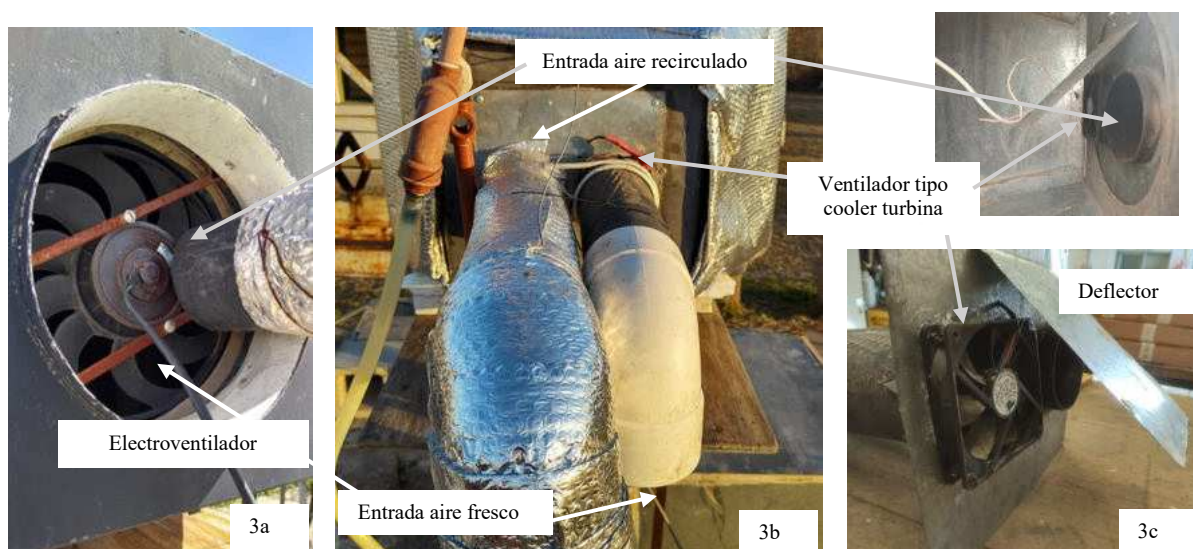 Entrada aire recirculado
Ventilador tipo
cooler turbina
Deflector
Electroventilador
Entrada aire fresco
3a
3b
3c